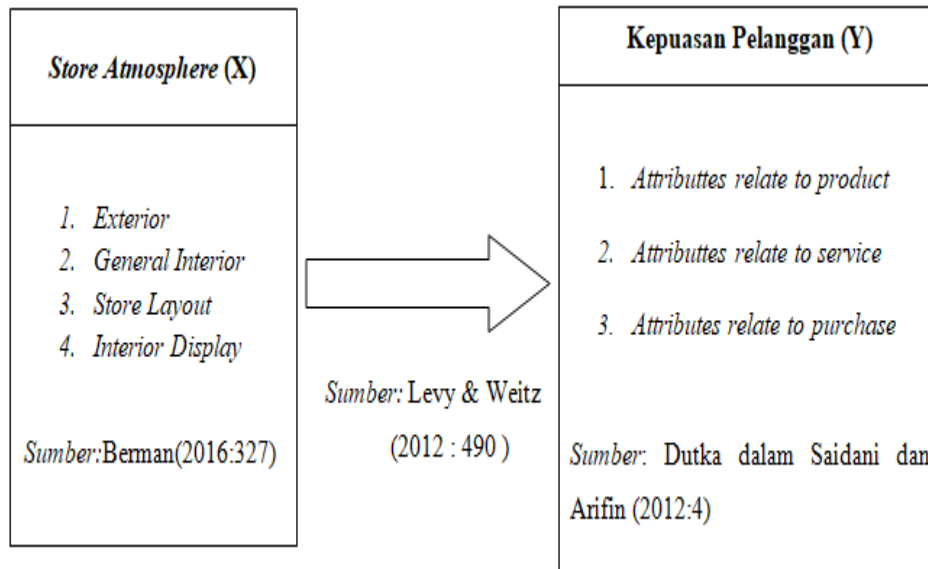 Store Atmosphere (X)
1. Exterior
2. General Interior
3. Store Layout
4. Interior Display
Sumber:Berman(2016:327)
Sumber: Levy & Weitz
(2012 : 490 )
Kepuasan Pelanggan (Y)
1. Attributtes relate to product
2. Attributtes relate to service
3. Attributes relate to purchase
Sumber: Dutka dalam Saidani dan
Arifin (2012:4)